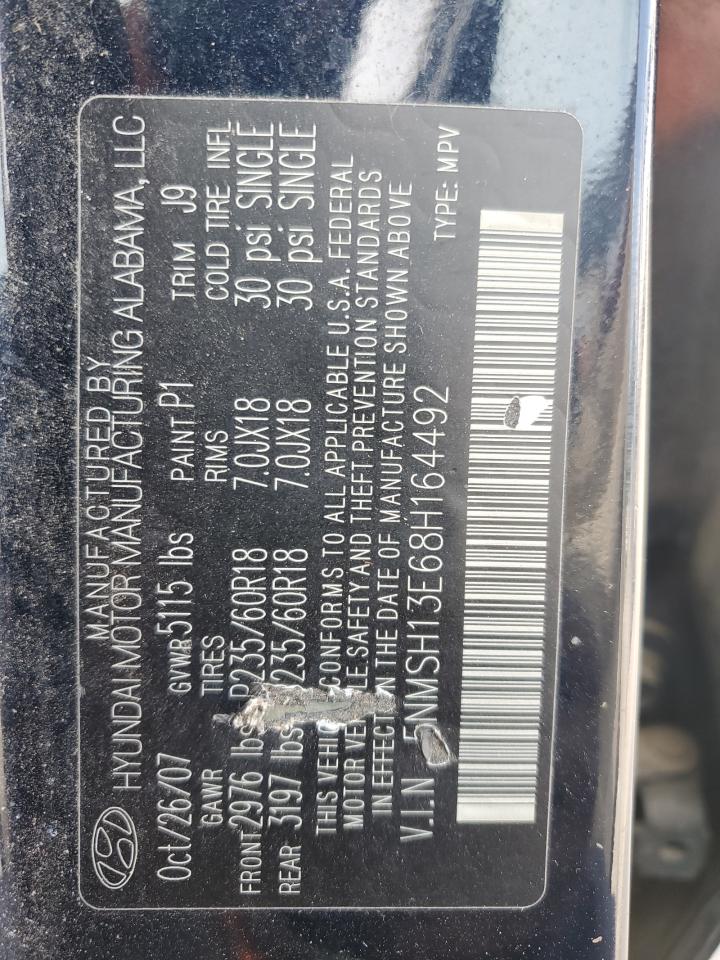 MANUFACTURED BY
HYUNDAI MOTOR MANUFACTURING ALABAMA, LLC
Oct/26/07 GVWR 5115 lbs PAINT P1 TRIM J9
GAWR TIRES RIMS COLD TIRE INFL
FRONT 2976 lbs P235/60R18 7.0JX18 30 psi SINGLE
REAR 3197 lbs 235/60R18 7.0JX18 30 psi SINGLE
THIS VEHI CONFORMS TO ALL APPLICABLE U.S.A. FEDERAL
MOTOR VE LE SAFETY AND THEFT PREVENTION STANDARDS
IN EFFECT N THE DATE OF MANUFACTURE SHOWN ABOVE
V.I.N 5NMSH13E68H164492 TYPE: MPV